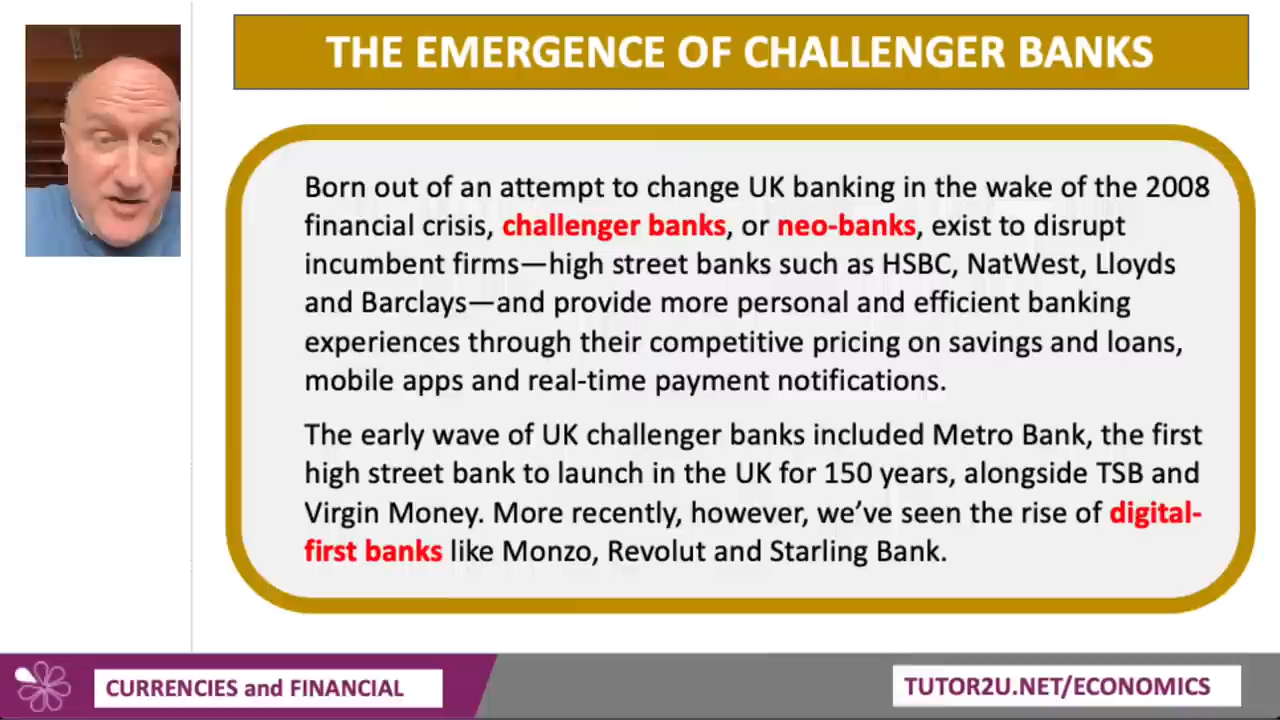 THE EMERGENCE OF CHALLENGER BANKS
Born out of an attempt to change UK banking in the wake of the 2008
financial crisis, challenger banks, or neo-banks, exist to disrupt
incumbent firms—high street banks such as HSBC, NatWest, Lloyds
and Barclays—and provide more personal and efficient banking
experiences through their competitive pricing on savings and loans,
mobile apps and real-time payment notifications.
The early wave of UK challenger banks included Metro Bank, the first
high street bank to launch in the UK for 150 years, alongside TSB and
Virgin Money. More recently, however, we’ve seen the rise of digital-
first banks like Monzo, Revolut and Starling Bank.
CURRENCIES and FINANCIAL
TUTOR2U.NET/ECONOMICS